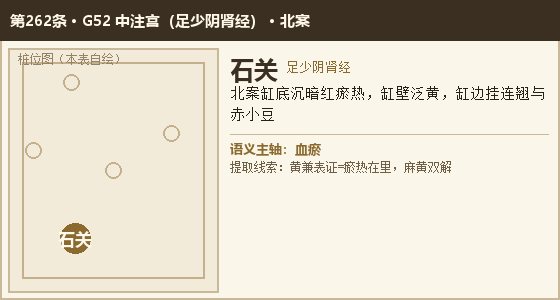 第262条・G52 中注宫（足少阴肾经）・北案
桩位图（本表自绘）
石关 足少阴肾经
北案缸底沉暗红瘀热，缸壁泛黄，缸边挂连翘与
赤小豆
语义主轴：血瘀
提取线索：黄兼表证=瘀热在里，麻黄双解
石关